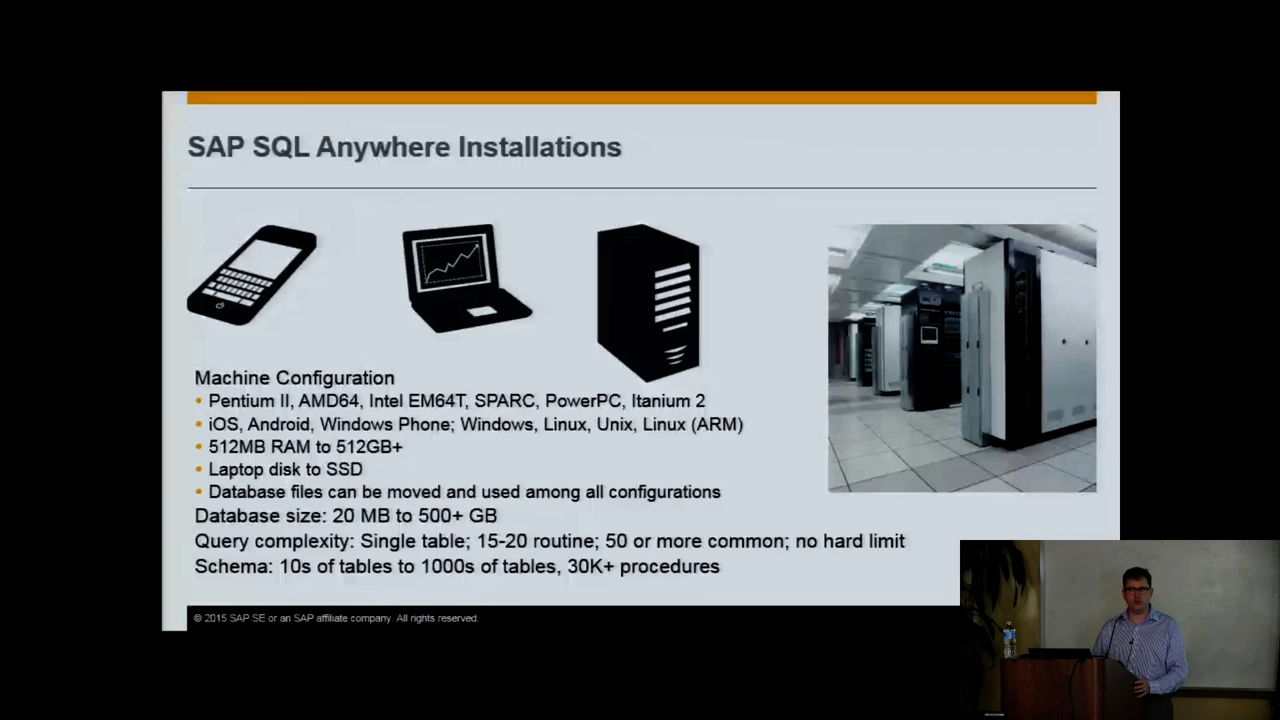 SAP SQL Anywhere Installations
Machine Configuration
• Pentium II, AMD64, Intel EM64T, SPARC, PowerPC, Itanium 2
• iOS, Android, Windows Phone; Windows, Linux, Unix, Linux (ARM)
• 512MB RAM to 512GB+
• Laptop disk to SSD
• Database files can be moved and used among all configurations
Database size: 20 MB to 500+ GB
Query complexity: Single table; 15-20 routine; 50 or more common; no hard limit
Schema: 10s of tables to 1000s of tables, 30K+ procedures
© 2015 SAP SE or an SAP affiliate company. All rights reserved.